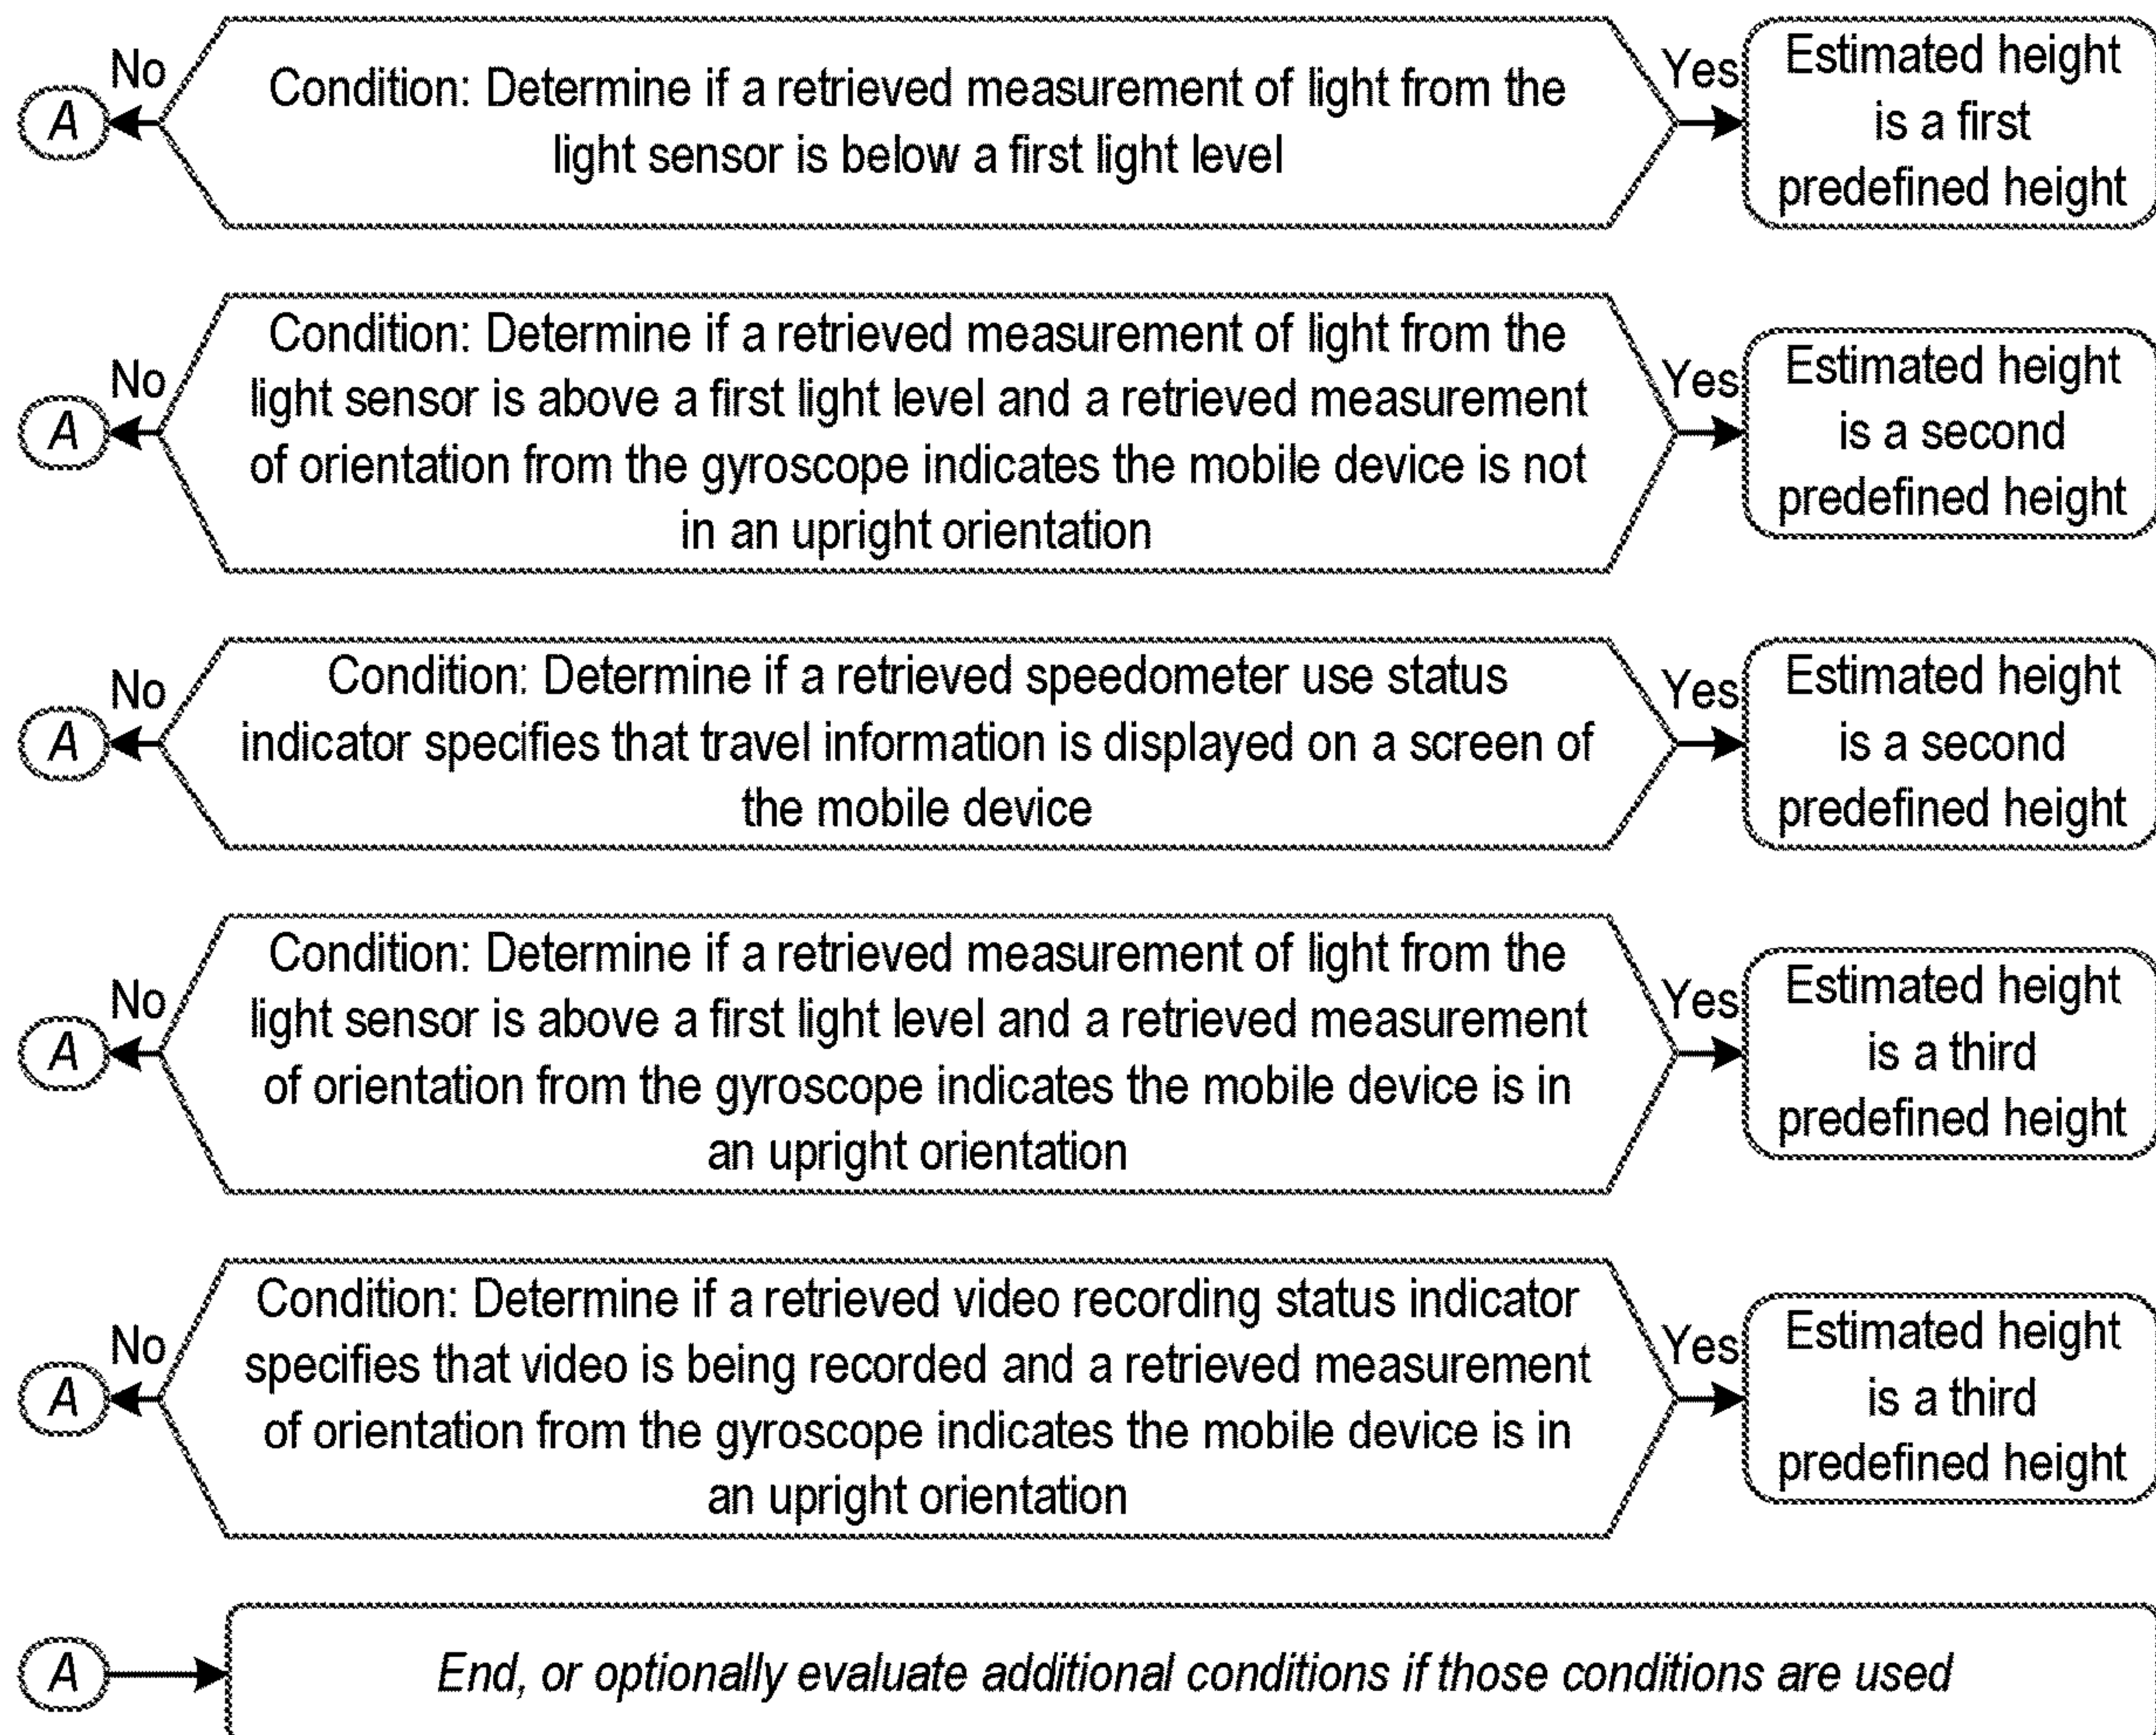 No
A
Condition: Determine if a retrieved measurement of light from the
light sensor is below a first light level
Yes
Estimated height
is a first
predefined height
No
A
Condition: Determine if a retrieved measurement of light from the
light sensor is above a first light level and a retrieved measurement
of orientation from the gyroscope indicates the mobile device is not
in an upright orientation
Yes
Estimated height
is a second
predefined height
No
A
Condition: Determine if a retrieved speedometer use status
indicator specifies that travel information is displayed on a screen of
the mobile device
Yes
Estimated height
is a second
predefined height
No
A
Condition: Determine if a retrieved measurement of light from the
light sensor is above a first light level and a retrieved measurement
of orientation from the gyroscope indicates the mobile device is in
an upright orientation
Yes
Estimated height
is a third
predefined height
No
A
Condition: Determine if a retrieved video recording status indicator
specifies that video is being recorded and a retrieved measurement
of orientation from the gyroscope indicates the mobile device is in
an upright orientation
Yes
Estimated height
is a third
predefined height
A
End, or optionally evaluate additional conditions if those conditions are used